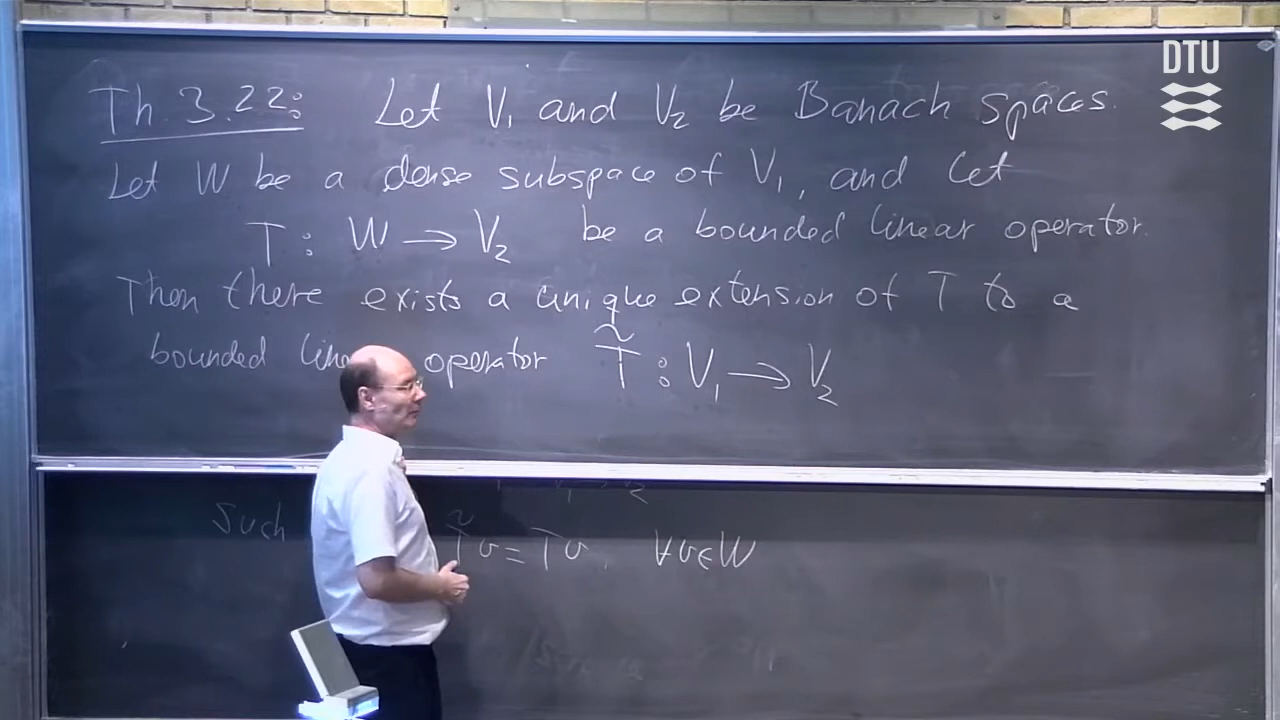 DTU
Th. 3.22: Let V₁ and V₂ be Banach spaces.
Let W be a dense subspace of V₁, and let
T : W → V₂ be a bounded linear operator.
Then there exists a unique extension of T to a
bounded operator T̃ : V₁ → V₂
Such T̃v = Tv, ∀v∈W